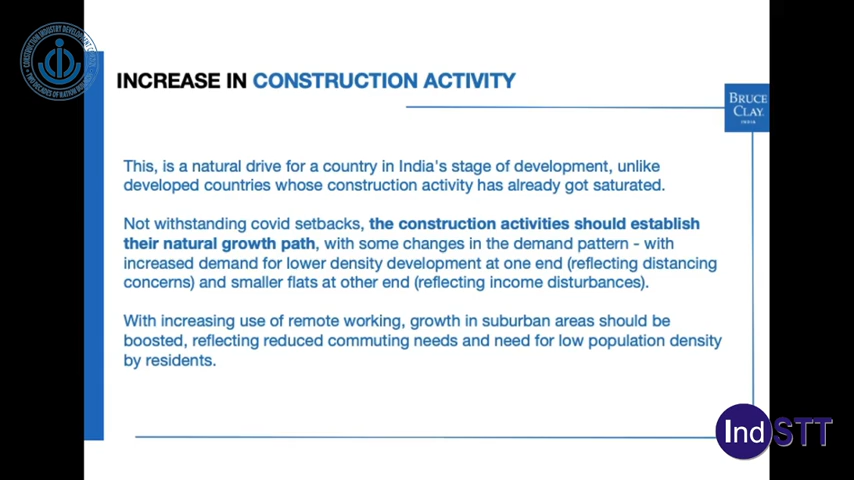 INCREASE IN CONSTRUCTION ACTIVITY
BRUCE
CLAY
INDIA
This, is a natural drive for a country in India's stage of development, unlike
developed countries whose construction activity has already got saturated.
Not withstanding covid setbacks, the construction activities should establish
their natural growth path, with some changes in the demand pattern - with
increased demand for lower density development at one end (reflecting distancing
concerns) and smaller flats at other end (reflecting income disturbances).
With increasing use of remote working, growth in suburban areas should be
boosted, reflecting reduced commuting needs and need for low population density
by residents.
IndSTT